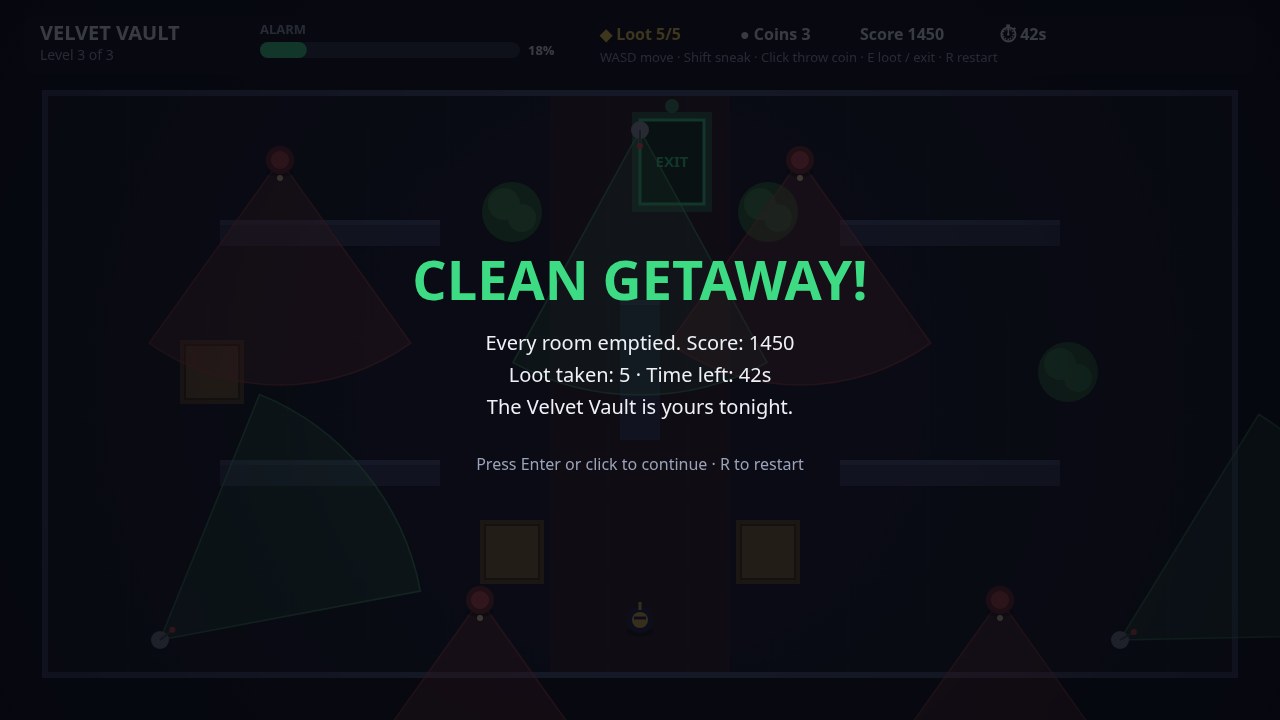 VELVET VAULT
Level 3 of 3
ALARM
18%
◆ Loot 5/5
● Coins 3
Score 1450
⏱ 42s
WASD move · Shift sneak · Click throw coin · E loot / exit · R restart
EXIT
CLEAN GETAWAY!
Every room emptied. Score: 1450
Loot taken: 5 · Time left: 42s
The Velvet Vault is yours tonight.
Press Enter or click to continue · R to restart